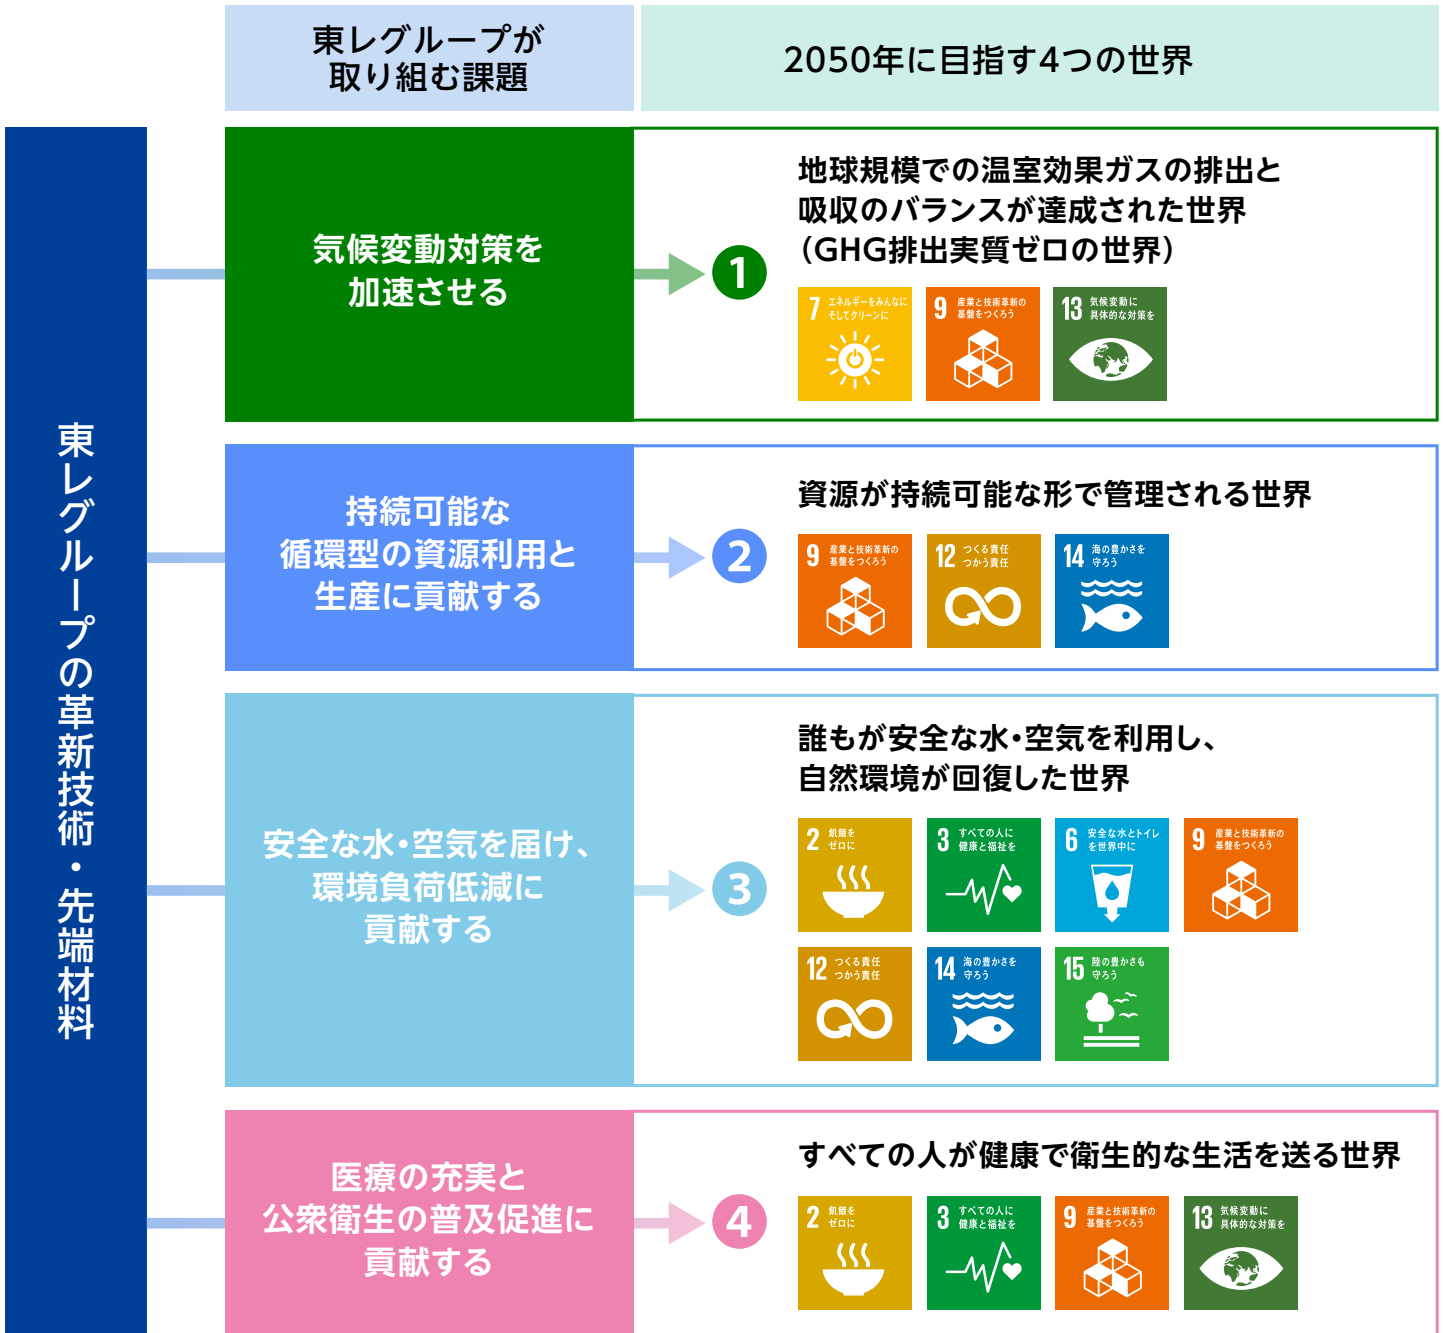 東レグループが
取り組む課題
2050年に目指す4つの世界
東レグループの革新技術・先端材料
気候変動対策を
加速させる
1
地球規模での温室効果ガスの排出と
吸収のバランスが達成された世界
（GHG排出実質ゼロの世界）
7 エネルギーをみんなに
そしてクリーンに
9 産業と技術革新の
基盤をつくろう
13 気候変動に
具体的な対策を
持続可能な
循環型の資源利用と
生産に貢献する
2
資源が持続可能な形で管理される世界
9 産業と技術革新の
基盤をつくろう
12 つくる責任
つかう責任
14 海の豊かさを
守ろう
安全な水・空気を届け、
環境負荷低減に
貢献する
3
誰もが安全な水・空気を利用し、
自然環境が回復した世界
2 飢餓を
ゼロに
3 すべての人に
健康と福祉を
6 安全な水とトイレ
を世界中に
9 産業と技術革新の
基盤をつくろう
12 つくる責任
つかう責任
14 海の豊かさを
守ろう
15 陸の豊かさも
守ろう
医療の充実と
公衆衛生の普及促進に
貢献する
4
すべての人が健康で衛生的な生活を送る世界
2 飢餓を
ゼロに
3 すべての人に
健康と福祉を
9 産業と技術革新の
基盤をつくろう
13 気候変動に
具体的な対策を